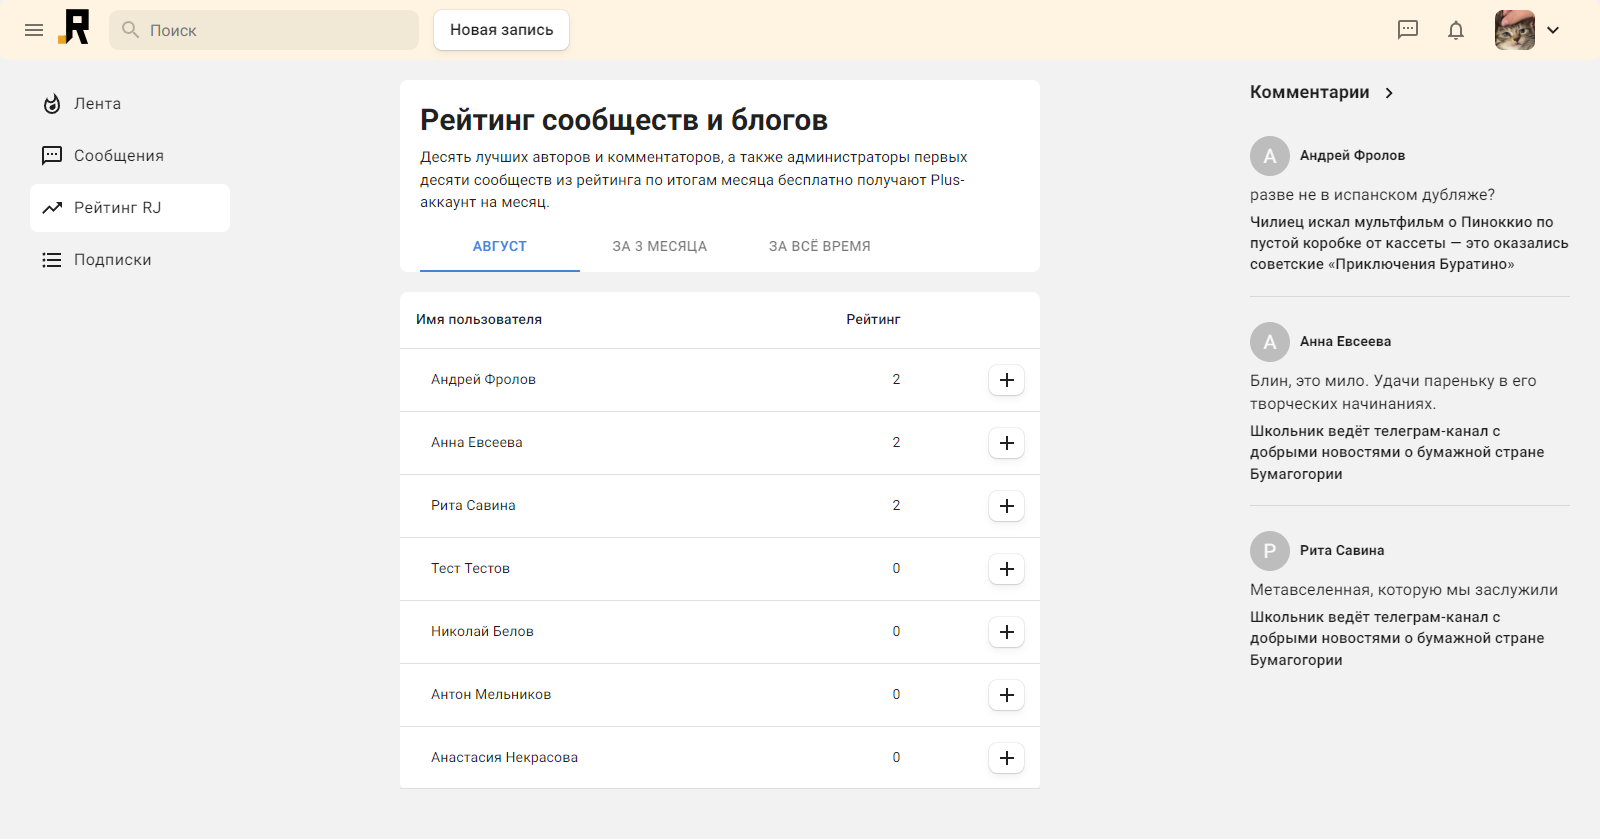 R
Поиск
Новая запись
Лента
Сообщения
Рейтинг RJ
Подписки
Рейтинг сообществ и блогов
Десять лучших авторов и комментаторов, а также администраторы первых
десяти сообществ из рейтинга по итогам месяца бесплатно получают Plus-
аккаунт на месяц.
АВГУСТ
ЗА 3 МЕСЯЦА
ЗА ВСЁ ВРЕМЯ
Имя пользователя Рейтинг
Андрей Фролов 2
Анна Евсеева 2
Рита Савина 2
Тест Тестов 0
Николай Белов 0
Антон Мельников 0
Анастасия Некрасова 0
Комментарии
А
Андрей Фролов
разве не в испанском дубляже?
Чилиец искал мультфильм о Пиноккио по
пустой коробке от кассеты — это оказались
советские «Приключения Буратино»
А
Анна Евсеева
Блин, это мило. Удачи пареньку в его
творческих начинаниях.
Школьник ведёт телеграм-канал с
добрыми новостями о бумажной стране
Бумагогории
Р
Рита Савина
Метавселенная, которую мы заслужили
Школьник ведёт телеграм-канал с
добрыми новостями о бумажной стране
Бумагогории